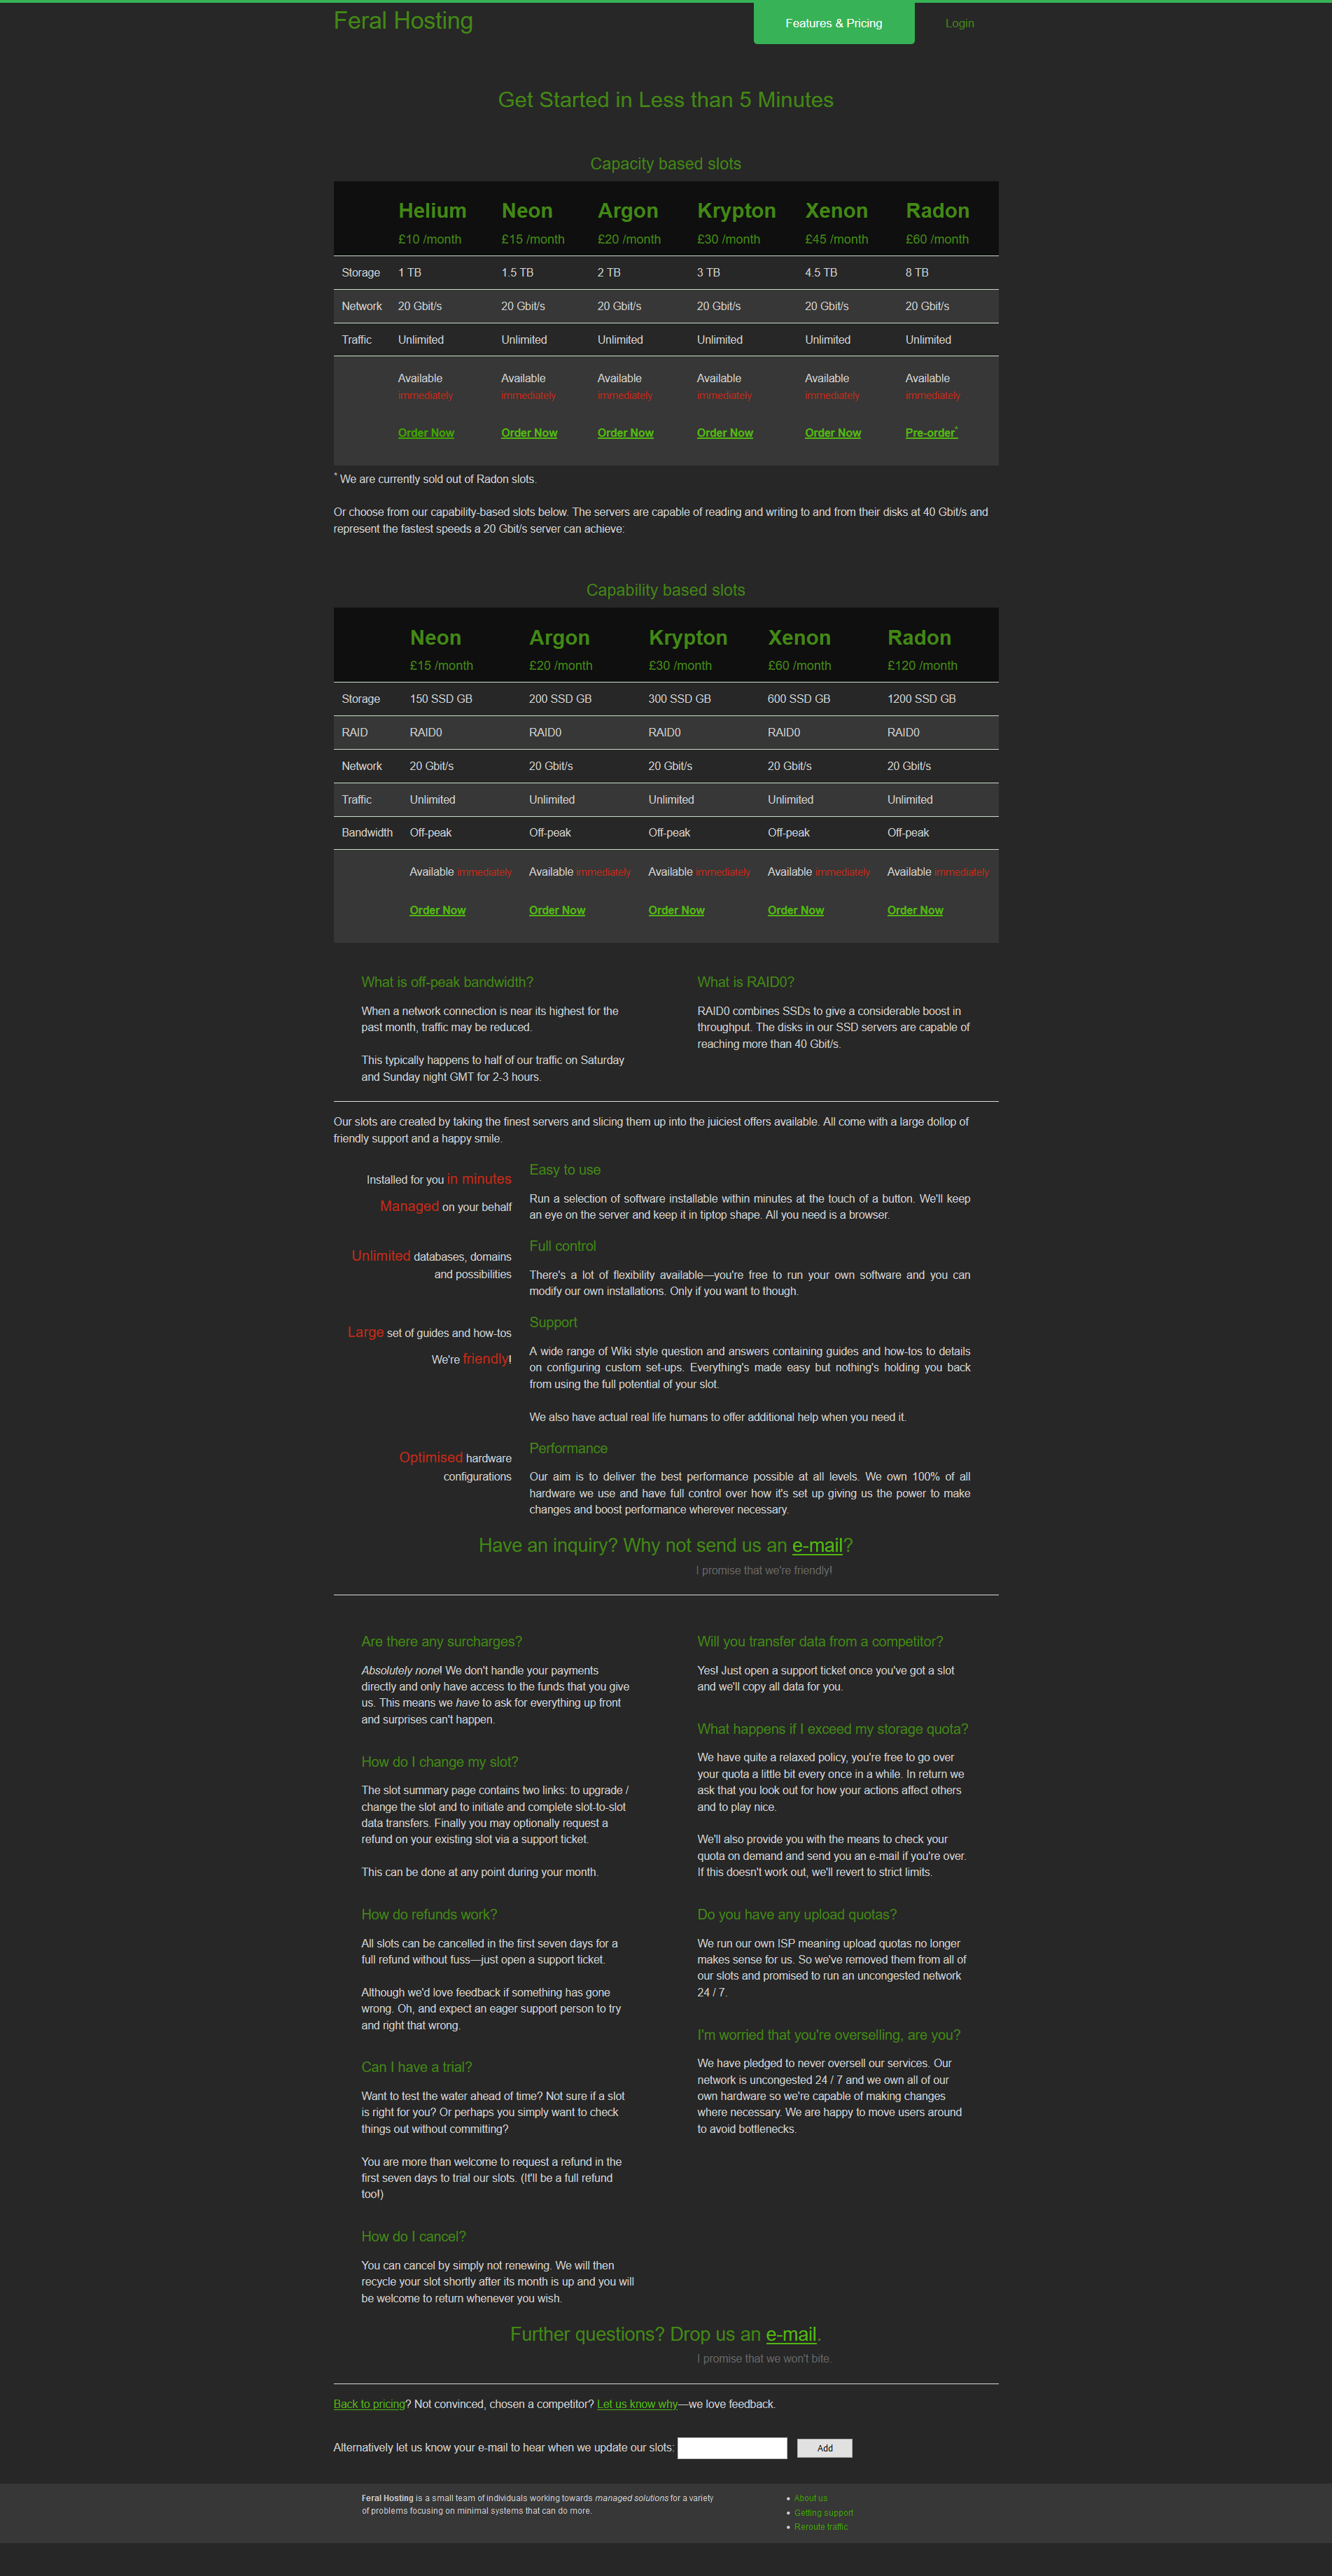 Feral Hosting
Features & Pricing
Login
Get Started in Less than 5 Minutes
Capacity based slots
Helium Neon Argon Krypton Xenon Radon
£10 /month £15 /month £20 /month £30 /month £45 /month £60 /month
Storage 1 TB 1.5 TB 2 TB 3 TB 4.5 TB 8 TB
Network 20 Gbit/s 20 Gbit/s 20 Gbit/s 20 Gbit/s 20 Gbit/s 20 Gbit/s
Traffic Unlimited Unlimited Unlimited Unlimited Unlimited Unlimited
Available Available Available Available Available Available
immediately immediately immediately immediately immediately immediately
Order Now Order Now Order Now Order Now Order Now Pre-order*
* We are currently sold out of Radon slots.
Or choose from our capability-based slots below. The servers are capable of reading and writing to and from their disks at 40 Gbit/s and
represent the fastest speeds a 20 Gbit/s server can achieve:
Capability based slots
Neon Argon Krypton Xenon Radon
£15 /month £20 /month £30 /month £60 /month £120 /month
Storage 150 SSD GB 200 SSD GB 300 SSD GB 600 SSD GB 1200 SSD GB
RAID RAID0 RAID0 RAID0 RAID0 RAID0
Network 20 Gbit/s 20 Gbit/s 20 Gbit/s 20 Gbit/s 20 Gbit/s
Traffic Unlimited Unlimited Unlimited Unlimited Unlimited
Bandwidth Off-peak Off-peak Off-peak Off-peak Off-peak
Available immediately Available immediately Available immediately Available immediately Available immediately
Order Now Order Now Order Now Order Now Order Now
What is off-peak bandwidth?
When a network connection is near its highest for the
past month, traffic may be reduced.
This typically happens to half of our traffic on Saturday
and Sunday night GMT for 2-3 hours.
What is RAID0?
RAID0 combines SSDs to give a considerable boost in
throughput. The disks in our SSD servers are capable of
reaching more than 40 Gbit/s.
Our slots are created by taking the finest servers and slicing them up into the juiciest offers available. All come with a large dollop of
friendly support and a happy smile.
Installed for you in minutes
Managed on your behalf
Easy to use
Run a selection of software installable within minutes at the touch of a button. We'll keep
an eye on the server and keep it in tiptop shape. All you need is a browser.
Unlimited databases, domains
and possibilities
Full control
There's a lot of flexibility available—you're free to run your own software and you can
modify our own installations. Only if you want to though.
Large set of guides and how-tos
We're friendly!
Support
A wide range of Wiki style question and answers containing guides and how-tos to details
on configuring custom set-ups. Everything's made easy but nothing's holding you back
from using the full potential of your slot.
We also have actual real life humans to offer additional help when you need it.
Optimised hardware
configurations
Performance
Our aim is to deliver the best performance possible at all levels. We own 100% of all
hardware we use and have full control over how it's set up giving us the power to make
changes and boost performance wherever necessary.
Have an inquiry? Why not send us an e-mail?
I promise that we're friendly!
Are there any surcharges?
Absolutely none! We don't handle your payments
directly and only have access to the funds that you give
us. This means we have to ask for everything up front
and surprises can't happen.
How do I change my slot?
The slot summary page contains two links: to upgrade /
change the slot and to initiate and complete slot-to-slot
data transfers. Finally you may optionally request a
refund on your existing slot via a support ticket.
This can be done at any point during your month.
How do refunds work?
All slots can be cancelled in the first seven days for a
full refund without fuss—just open a support ticket.
Although we'd love feedback if something has gone
wrong. Oh, and expect an eager support person to try
and right that wrong.
Can I have a trial?
Want to test the water ahead of time? Not sure if a slot
is right for you? Or perhaps you simply want to check
things out without committing?
You are more than welcome to request a refund in the
first seven days to trial our slots. (It'll be a full refund
too!)
How do I cancel?
You can cancel by simply not renewing. We will then
recycle your slot shortly after its month is up and you will
be welcome to return whenever you wish.
Will you transfer data from a competitor?
Yes! Just open a support ticket once you've got a slot
and we'll copy all data for you.
What happens if I exceed my storage quota?
We have quite a relaxed policy, you're free to go over
your quota a little bit every once in a while. In return we
ask that you look out for how your actions affect others
and to play nice.
We'll also provide you with the means to check your
quota on demand and send you an e-mail if you're over.
If this doesn't work out, we'll revert to strict limits.
Do you have any upload quotas?
We run our own ISP meaning upload quotas no longer
makes sense for us. So we've removed them from all of
our slots and promised to run an uncongested network
24 / 7.
I'm worried that you're overselling, are you?
We have pledged to never oversell our services. Our
network is uncongested 24 / 7 and we own all of our
own hardware so we're capable of making changes
where necessary. We are happy to move users around
to avoid bottlenecks.
Further questions? Drop us an e-mail.
I promise that we won't bite.
Back to pricing? Not convinced, chosen a competitor? Let us know why—we love feedback.
Alternatively let us know your e-mail to hear when we update our slots: Add
Feral Hosting is a small team of individuals working towards managed solutions for a variety
of problems focusing on minimal systems that can do more.
• About us
• Getting support
• Reroute traffic